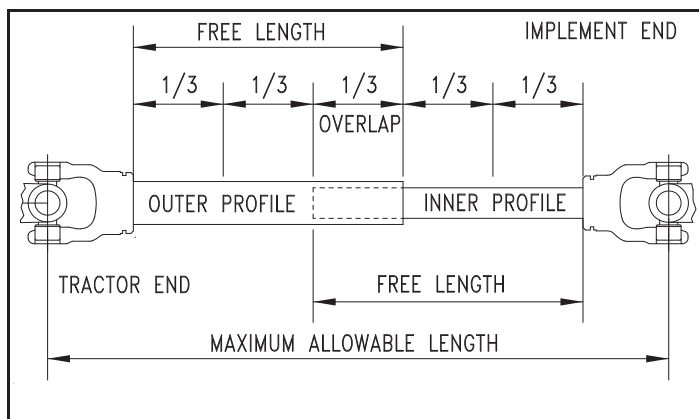 FREE LENGTH
IMPLEMENT END
1/3 1/3 1/3 1/3 1/3
OVERLAP
OUTER PROFILE INNER PROFILE
TRACTOR END
FREE LENGTH
MAXIMUM ALLOWABLE LENGTH